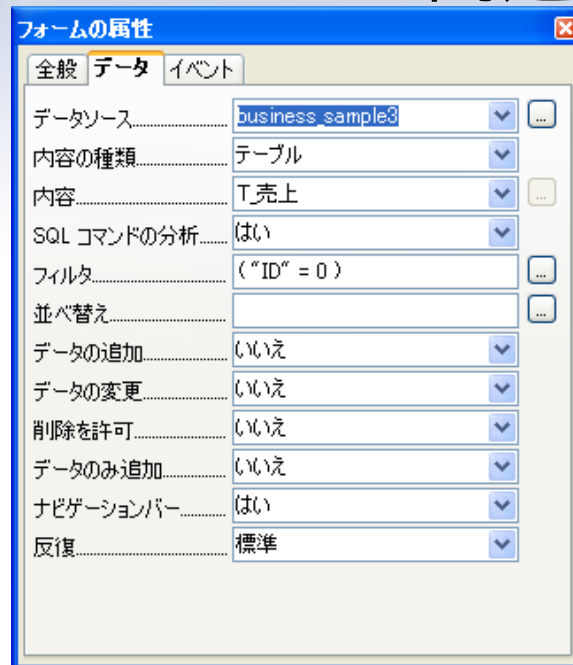 フォームの属性
全般 データ イベント
データソース business_sample3 ...
内容の種類 テーブル
内容 T_売上 ...
SQL コマンドの分析 はい
フィルタ ( "ID" = 0 ) ...
並べ替え ...
データの追加 いいえ
データの変更 いいえ
削除を許可 いいえ
データのみ追加 いいえ
ナビゲーションバー はい
反復 標準